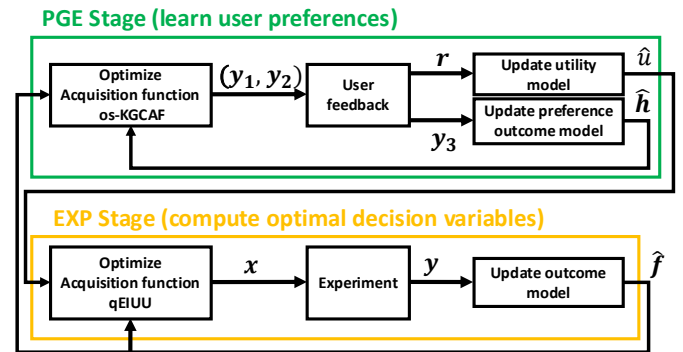 PGE Stage (learn user preferences)
Optimize
Acquisition function
os-KGCAF
(y₁, y₂)
User
feedback
r
Update utility
model
û
y₃
Update preference
outcome model
ĥ
EXP Stage (compute optimal decision variables)
Optimize
Acquisition function
qEIUU
x
Experiment
y
Update outcome
model
f̂